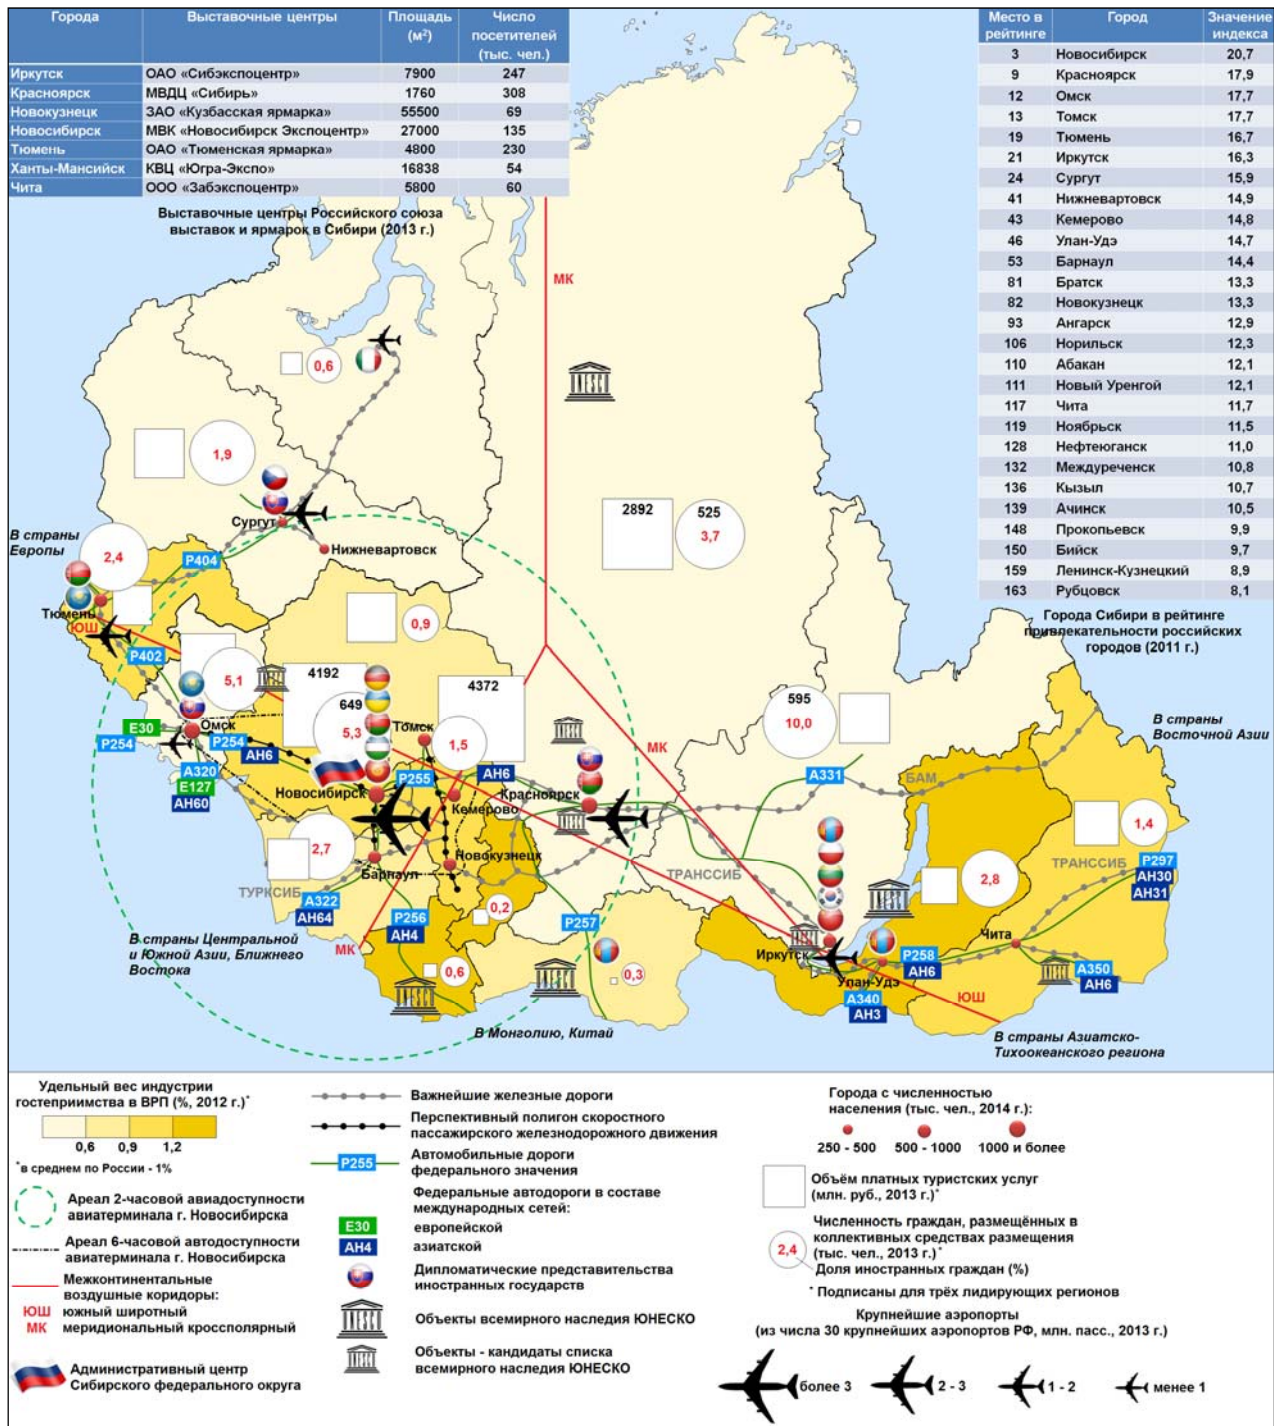 Города Выставочные центры Площадь (м²) Число посетителей (тыс. чел.)
Иркутск ОАО «Сибэкспоцентр» 7900 247
Красноярск МВДЦ «Сибирь» 1760 308
Новокузнецк ЗАО «Кузбасская ярмарка» 55500 69
Новосибирск МВК «Новосибирск Экспоцентр» 27000 135
Тюмень ОАО «Тюменская ярмарка» 4800 230
Ханты-Мансийск КВЦ «Югра-Экспо» 16838 54
Чита ООО «Забэкспоцентр» 5800 60
Выставочные центры Российского союза
выставок и ярмарок в Сибири (2013 г.)
Место в рейтинге Город Значение индекса
3 Новосибирск 20,7
9 Красноярск 17,9
12 Омск 17,7
13 Томск 17,7
19 Тюмень 16,7
21 Иркутск 16,3
24 Сургут 15,9
41 Нижневартовск 14,9
43 Кемерово 14,8
46 Улан-Удэ 14,7
53 Барнаул 14,4
81 Братск 13,3
82 Новокузнецк 13,3
93 Ангарск 12,9
106 Норильск 12,3
110 Абакан 12,1
111 Новый Уренгой 12,1
117 Чита 11,7
119 Ноябрьск 11,5
128 Нефтеюганск 11,0
132 Междуреченск 10,8
136 Кызыл 10,7
139 Ачинск 10,5
148 Прокопьевск 9,9
150 Бийск 9,7
159 Ленинск-Кузнецкий 8,9
163 Рубцовск 8,1
Города Сибири в рейтинге
привлекательности российских
городов (2011 г.)
МК
0,6
1,9
Сургут
Нижневартовск
2892
525
3,7
В страны
Европы
2,4
Р404
Тюмень
ЮШ
Р402
0,9
5,1
4192
649
5,3
4372
Томск
1,5
595
10,0
МК
В страны
Восточной Азии
Е30
Омск
Р254
Р254
АН6
А320
Е127
АН60
Новосибирск
Р255
Кемерово
АН6
Красноярск
А331
БАМ
2,7
Барнаул
Новокузнецк
ТУРКСИБ
А322
АН64
ТРАНССИБ
1,4
ТРАНССИБ
Р297
АН30
АН31
2,8
0,2
Р256
АН4
Р257
МК
В страны Центральной
и Южной Азии, Ближнего
Востока
0,6
0,3
Иркутск
Улан-Удэ
Р258
АН6
А340
АН3
Чита
А350
АН6
ЮШ
В Монголию, Китай
В страны Азиатско-
Тихоокеанского региона
Удельный вес индустрии
гостеприимства в ВРП (%, 2012 г.)*
0,6 0,9 1,2
*в среднем по России - 1%
Ареал 2-часовой авиадоступности
авиатерминала г. Новосибирска
Ареал 6-часовой автодоступности
авиатерминала г. Новосибирска
Межконтинентальные
воздушные коридоры:
ЮШ южный широтный
МК меридиональный кроссполярный
Административный центр
Сибирского федерального округа
Важнейшие железные дороги
Перспективный полигон скоростного
пассажирского железнодорожного движения
Р255 Автомобильные дороги
федерального значения
Федеральные автодороги в составе
международных сетей:
Е30 европейской
АН4 азиатской
Дипломатические представительства
иностранных государств
Объекты всемирного наследия ЮНЕСКО
Объекты - кандидаты списка
всемирного наследия ЮНЕСКО
Города с численностью
населения (тыс. чел., 2014 г.):
250 - 500 500 - 1000 1000 и более
Объём платных туристских услуг
(млн. руб., 2013 г.)*
Численность граждан, размещённых в
коллективных средствах размещения
(тыс. чел., 2013 г.)*
2,4
Доля иностранных граждан (%)
* Подписаны для трёх лидирующих регионов
Крупнейшие аэропорты
(из числа 30 крупнейших аэропортов РФ, млн. пасс., 2013 г.)
более 3 2 - 3 1 - 2 менее 1